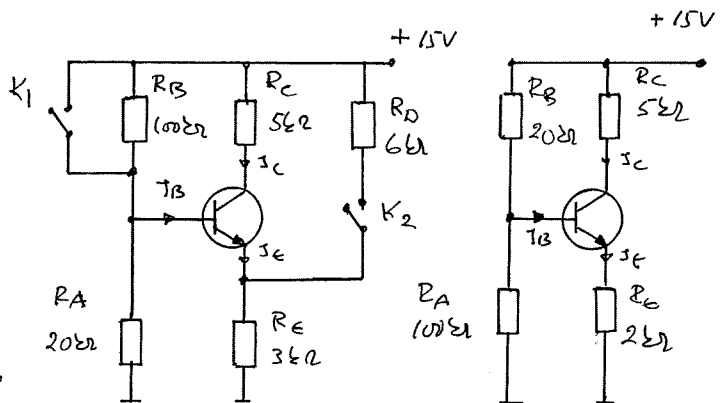 + 15V
K1
RB
100kΩ
RC
5kΩ
RD
6kΩ
IC
IB
K2
IE
RA
20kΩ
RE
3kΩ
+ 15V
RB
20kΩ
RC
5kΩ
IC
IB
IE
RA
100kΩ
RE
2kΩ